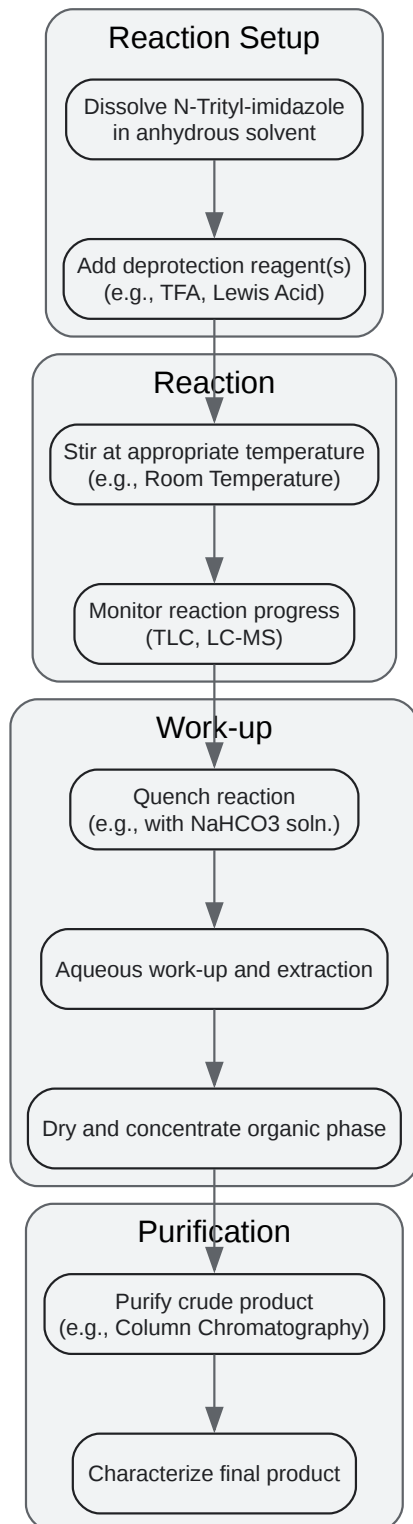 Reaction Setup
Dissolve N-Trityl-imidazole
in anhydrous solvent
Add deprotection reagent(s)
(e.g., TFA, Lewis Acid)
Reaction
Stir at appropriate temperature
(e.g., Room Temperature)
Monitor reaction progress
(TLC, LC-MS)
Work-up
Quench reaction
(e.g., with NaHCO3 soln.)
Aqueous work-up and extraction
Dry and concentrate organic phase
Purification
Purify crude product
(e.g., Column Chromatography)
Characterize final product